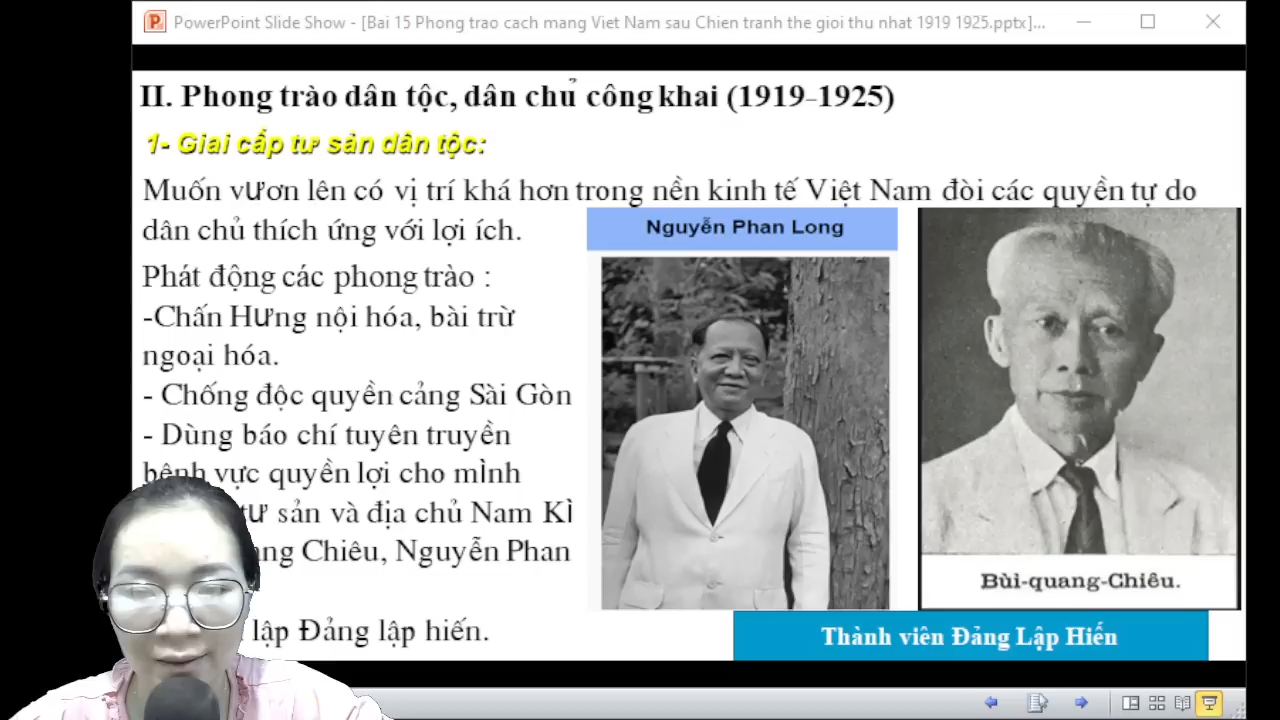 PowerPoint Slide Show - [Bai 15 Phong trao cach mang Viet Nam sau Chien tranh the gioi thu nhat 1919 1925.pptx]...
II. Phong trào dân tộc, dân chủ công khai (1919-1925)
1- Giai cấp tư sản dân tộc:
Muốn vươn lên có vị trí khá hơn trong nền kinh tế Việt Nam đòi các quyền tự do
dân chủ thích ứng với lợi ích.
Phát động các phong trào :
-Chấn Hưng nội hóa, bài trừ
ngoại hóa.
- Chống độc quyền cảng Sài Gòn
- Dùng báo chí tuyên truyền
bênh vực quyền lợi cho mình
tư sản và địa chủ Nam Kì
Chiêu, Nguyễn Phan
lập Đảng lập hiến.
Nguyễn Phan Long
Bùi-quang-Chiêu.
Thành viên Đảng Lập Hiến